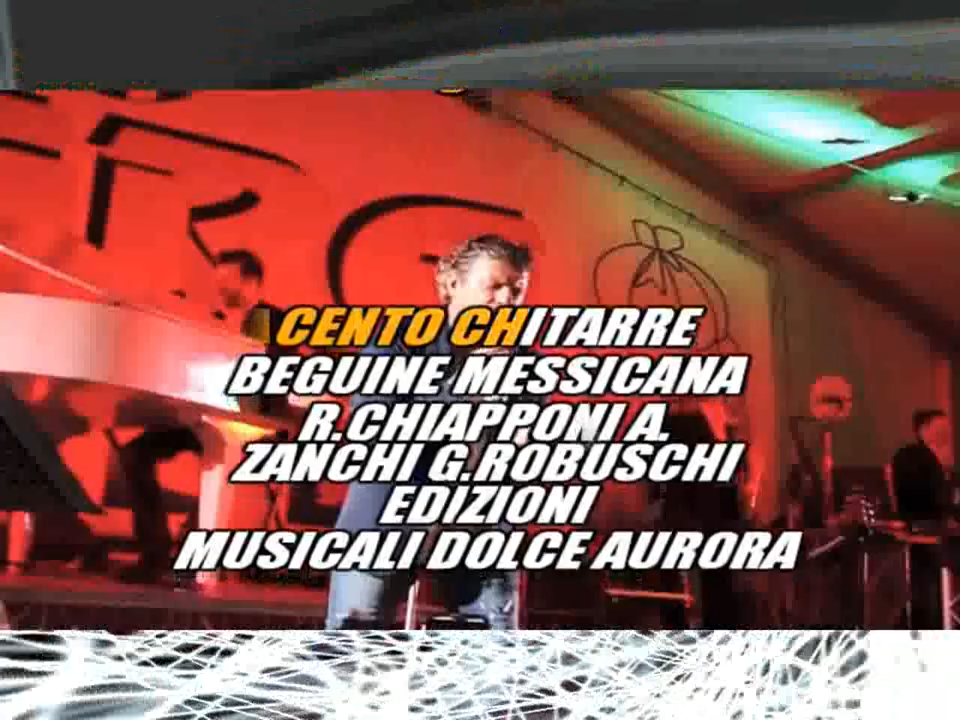 CENTO CHITARRE
BEGUINE MESSICANA
R.CHIAPPONI A.
ZANCHI G.ROBUSCHI
EDIZIONI
MUSICALI DOLCE AURORA